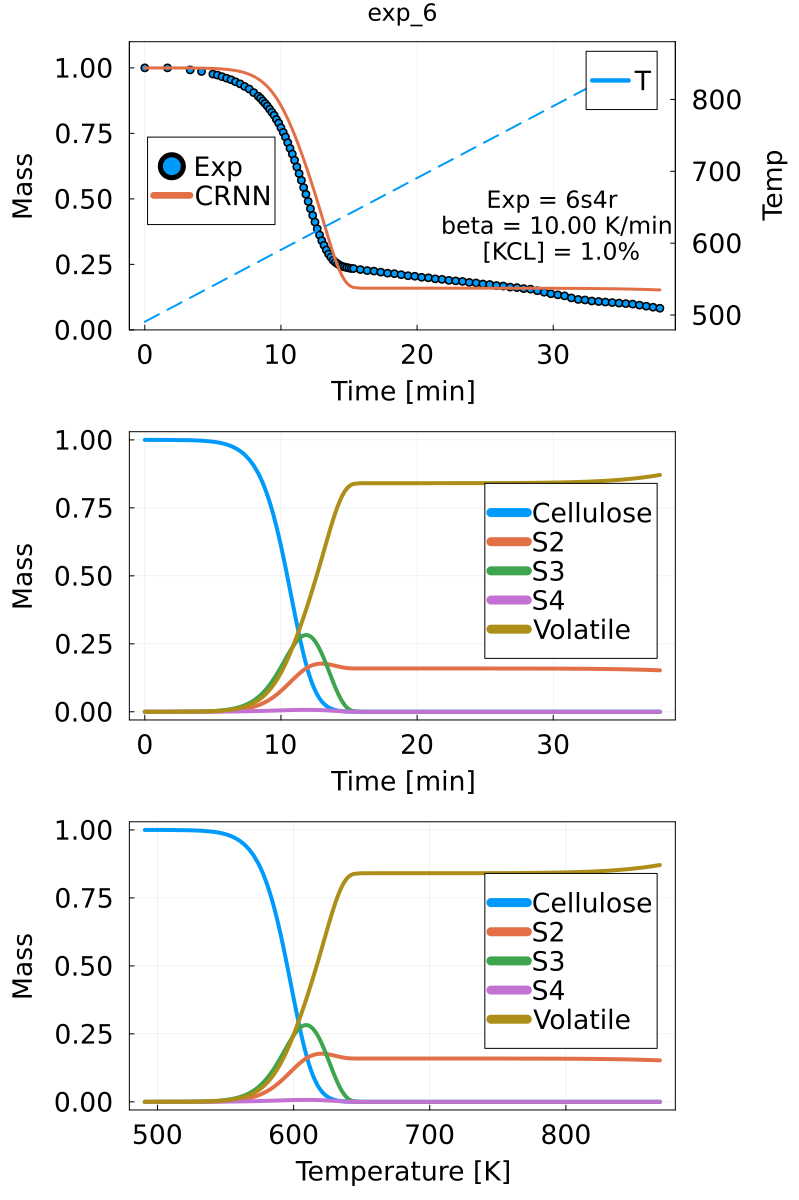 exp_6
1.00
0.75
0.50
0.25
0.00
Mass
T
Exp
CRNN
800
700
600
500
Temp
Exp = 6s4r
beta = 10.00 K/min
[KCL] = 1.0%
0 10 20 30
Time [min]
1.00
0.75
0.50
0.25
0.00
Mass
Cellulose
S2
S3
S4
Volatile
0 10 20 30
Time [min]
1.00
0.75
0.50
0.25
0.00
Mass
Cellulose
S2
S3
S4
Volatile
500 600 700 800
Temperature [K]